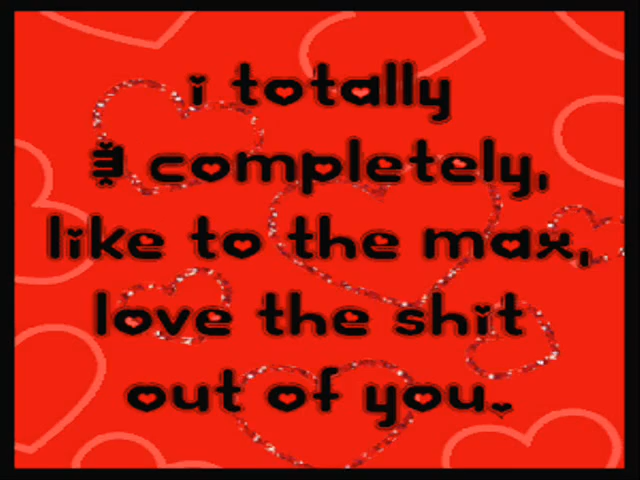 i totally
& completely,
like to the max,
love the shit
out of you.